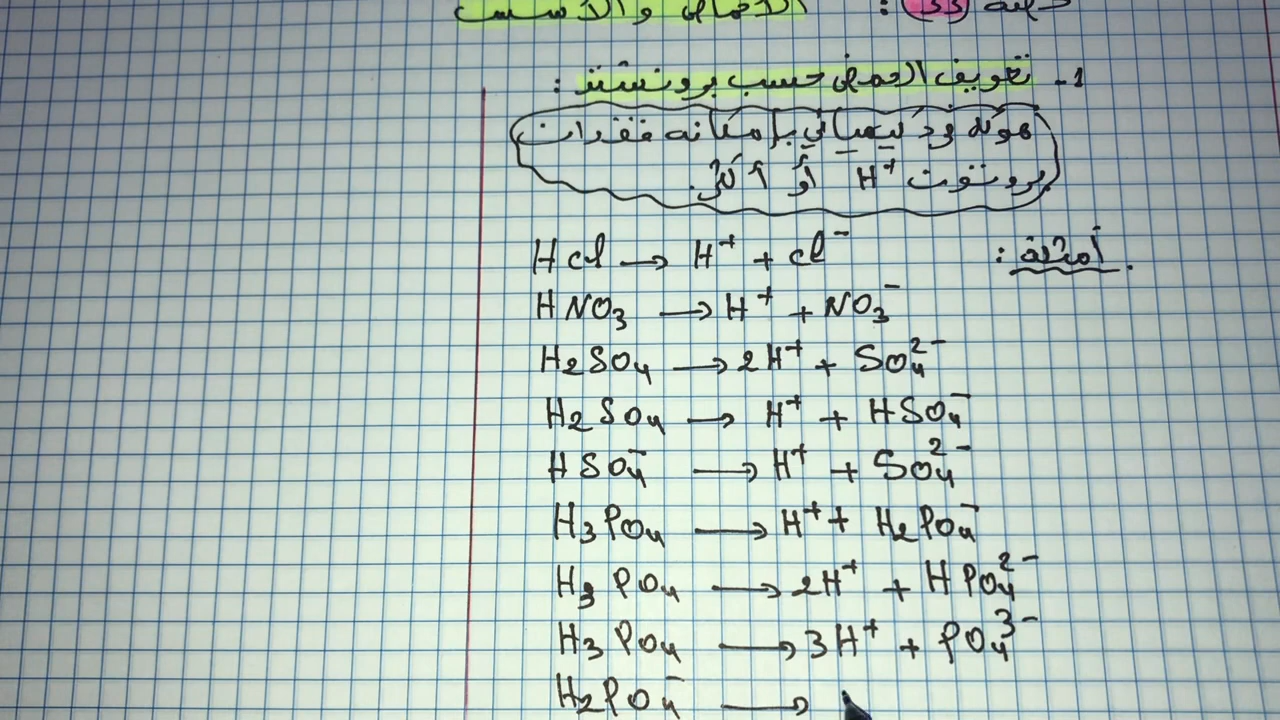 : الأحماض والأسس
1- تعريف الحمض حسب برونشتد :
هو كل فرد كيميائي بإمكانه فقدان
بروتون H⁺ أو أكثر.
أمثلة :
HCl → H⁺ + Cl⁻
HNO₃ → H⁺ + NO₃⁻
H₂SO₄ → 2H⁺ + SO₄²⁻
H₂SO₄ → H⁺ + HSO₄⁻
HSO₄⁻ → H⁺ + SO₄²⁻
H₃PO₄ → H⁺ + H₂PO₄⁻
H₃PO₄ → 2H⁺ + HPO₄²⁻
H₃PO₄ → 3H⁺ + PO₄³⁻
H₂PO₄⁻ →